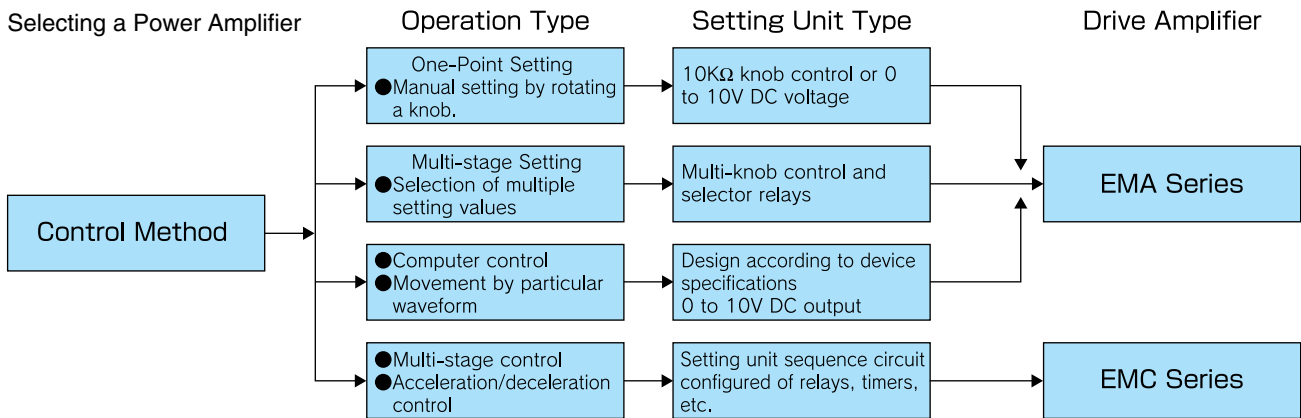 Selecting a Power Amplifier
Operation Type
Setting Unit Type
Drive Amplifier
Control Method
One-Point Setting
●Manual setting by rotating
a knob.
10KΩ knob control or 0
to 10V DC voltage
Multi-stage Setting
●Selection of multiple
setting values
Multi-knob control and
selector relays
EMA Series
●Computer control
●Movement by particular
waveform
Design according to device
specifications
0 to 10V DC output
●Multi-stage control
●Acceleration/deceleration
control
Setting unit sequence circuit
configured of relays, timers,
etc.
EMC Series